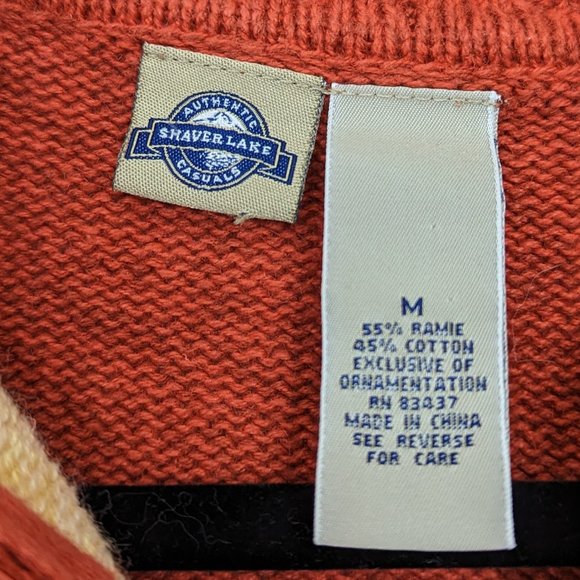 AUTHENTIC
SHAVER LAKE
CASUALS
M
55% RAMIE
45% COTTON
EXCLUSIVE OF
ORNAMENTATION
RN 83437
MADE IN CHINA
SEE REVERSE
FOR CARE